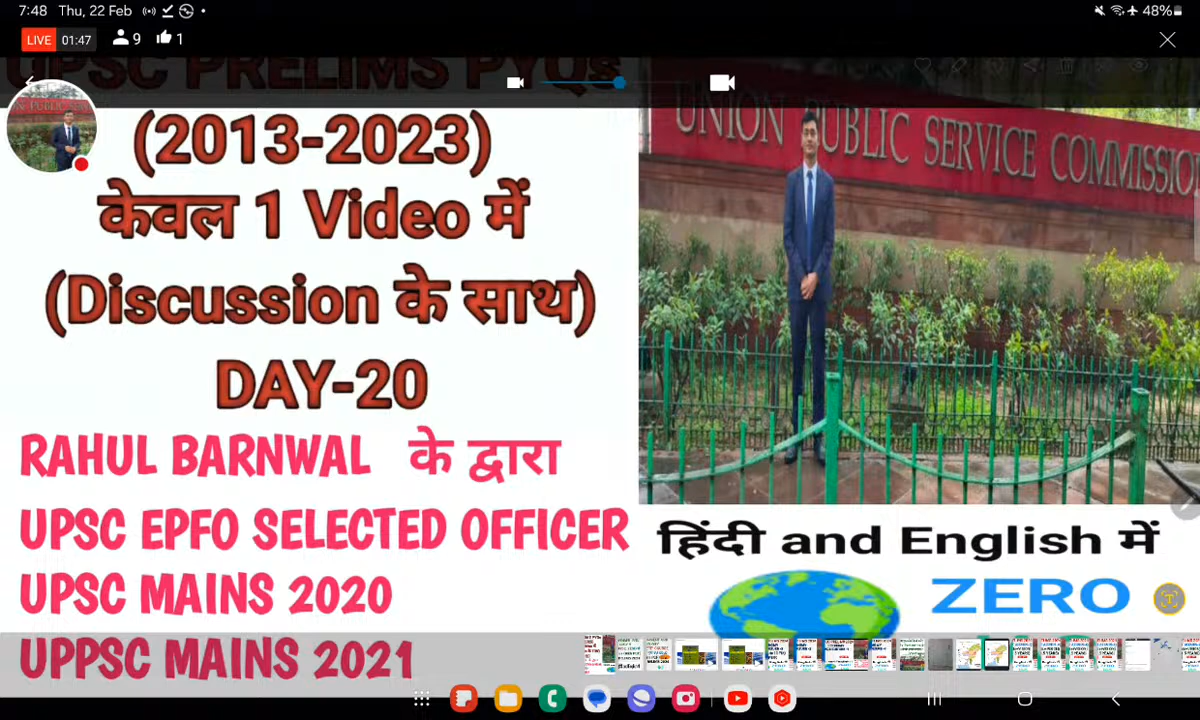 7:48 Thu, 22 Feb
48%
LIVE 01:47 9 1
UPSC PRELIMS PYQs
(2013-2023)
केवल 1 Video में
(Discussion के साथ)
DAY-20
RAHUL BARNWAL के द्वारा
UPSC EPFO SELECTED OFFICER
UPSC MAINS 2020
UPPSC MAINS 2021
UNION PUBLIC SERVICE COMMISSION
हिंदी and English में
ZERO